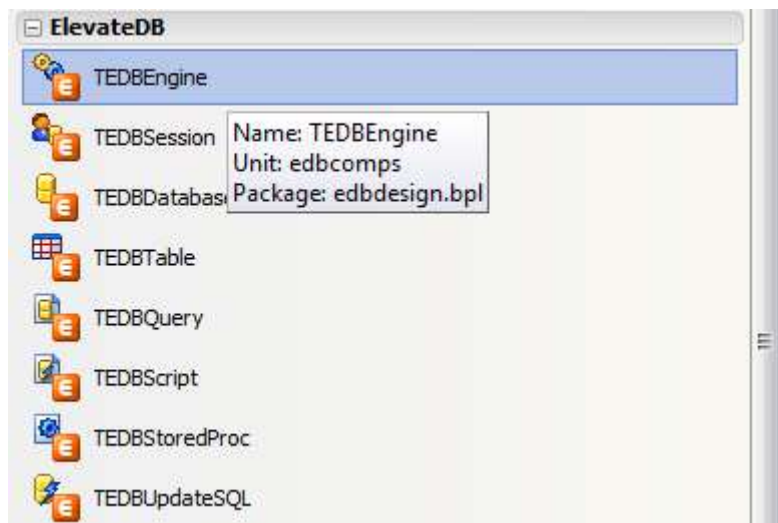 ElevateDB
TEDBEngine
TEDBSession
Name: TEDBEngine
Unit: edbcomps
Package: edbdesign.bpl
TEDBDatabas
TEDBTable
TEDBQuery
TEDBScript
TEDBStoredProc
TEDBUpdateSQL